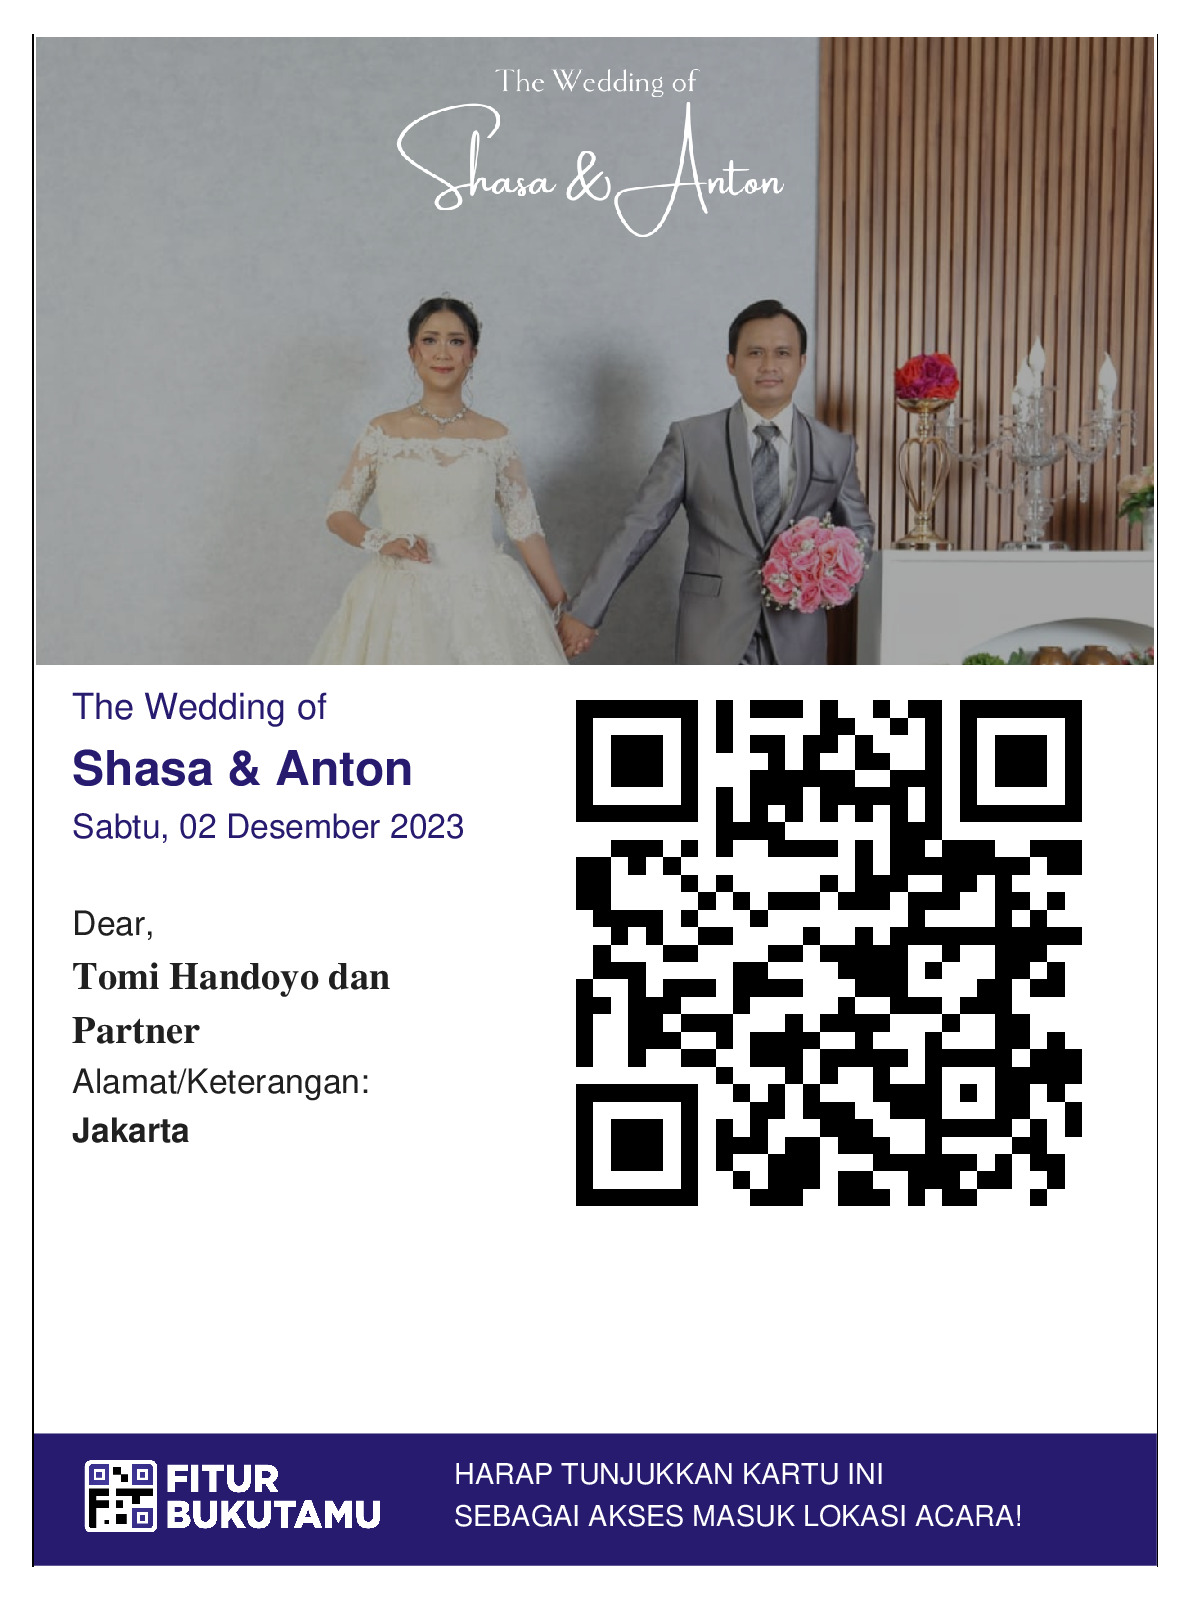 The Wedding of
Shasa & Anton
The Wedding of
Shasa & Anton
Sabtu, 02 Desember 2023
Dear,
Tomi Handoyo dan
Partner
Alamat/Keterangan:
Jakarta
FITUR
BUKUTAMU
HARAP TUNJUKKAN KARTU INI
SEBAGAI AKSES MASUK LOKASI ACARA!